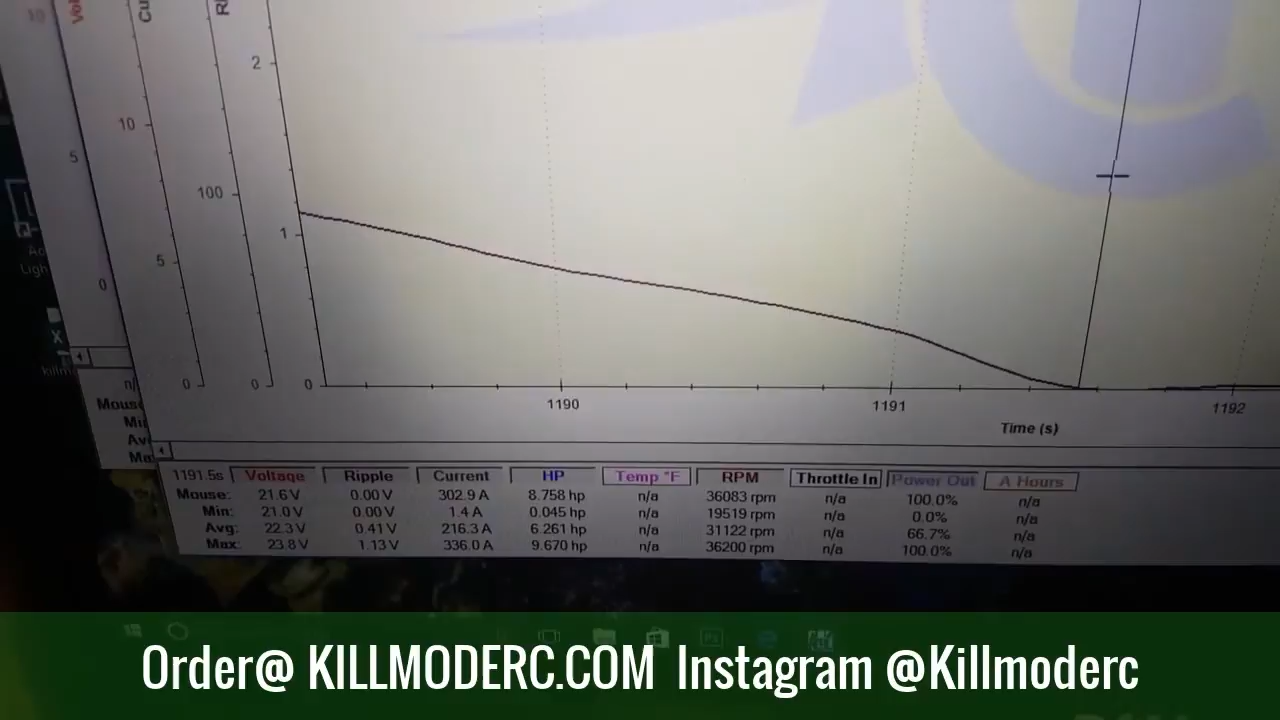 10
2
10
5
100
1
5
0
0
0
0
1190
1191
1192
Time (s)
Mouse
1191.5s Voltage Ripple Current HP Temp °F RPM Throttle In Power Out A Hours
Mouse: 21.6 V 0.00 V 302.9 A 8.758 hp n/a 36083 rpm n/a 100.0% n/a
Min: 21.0 V 0.00 V 1.4 A 0.045 hp n/a 19519 rpm n/a 0.0% n/a
Avg: 22.3 V 0.41 V 216.3 A 6.261 hp n/a 31122 rpm n/a 66.7% n/a
Max: 23.8 V 1.13 V 336.0 A 9.670 hp n/a 36200 rpm n/a 100.0% n/a
Order@ KILLMODERC.COM Instagram @Killmoderc